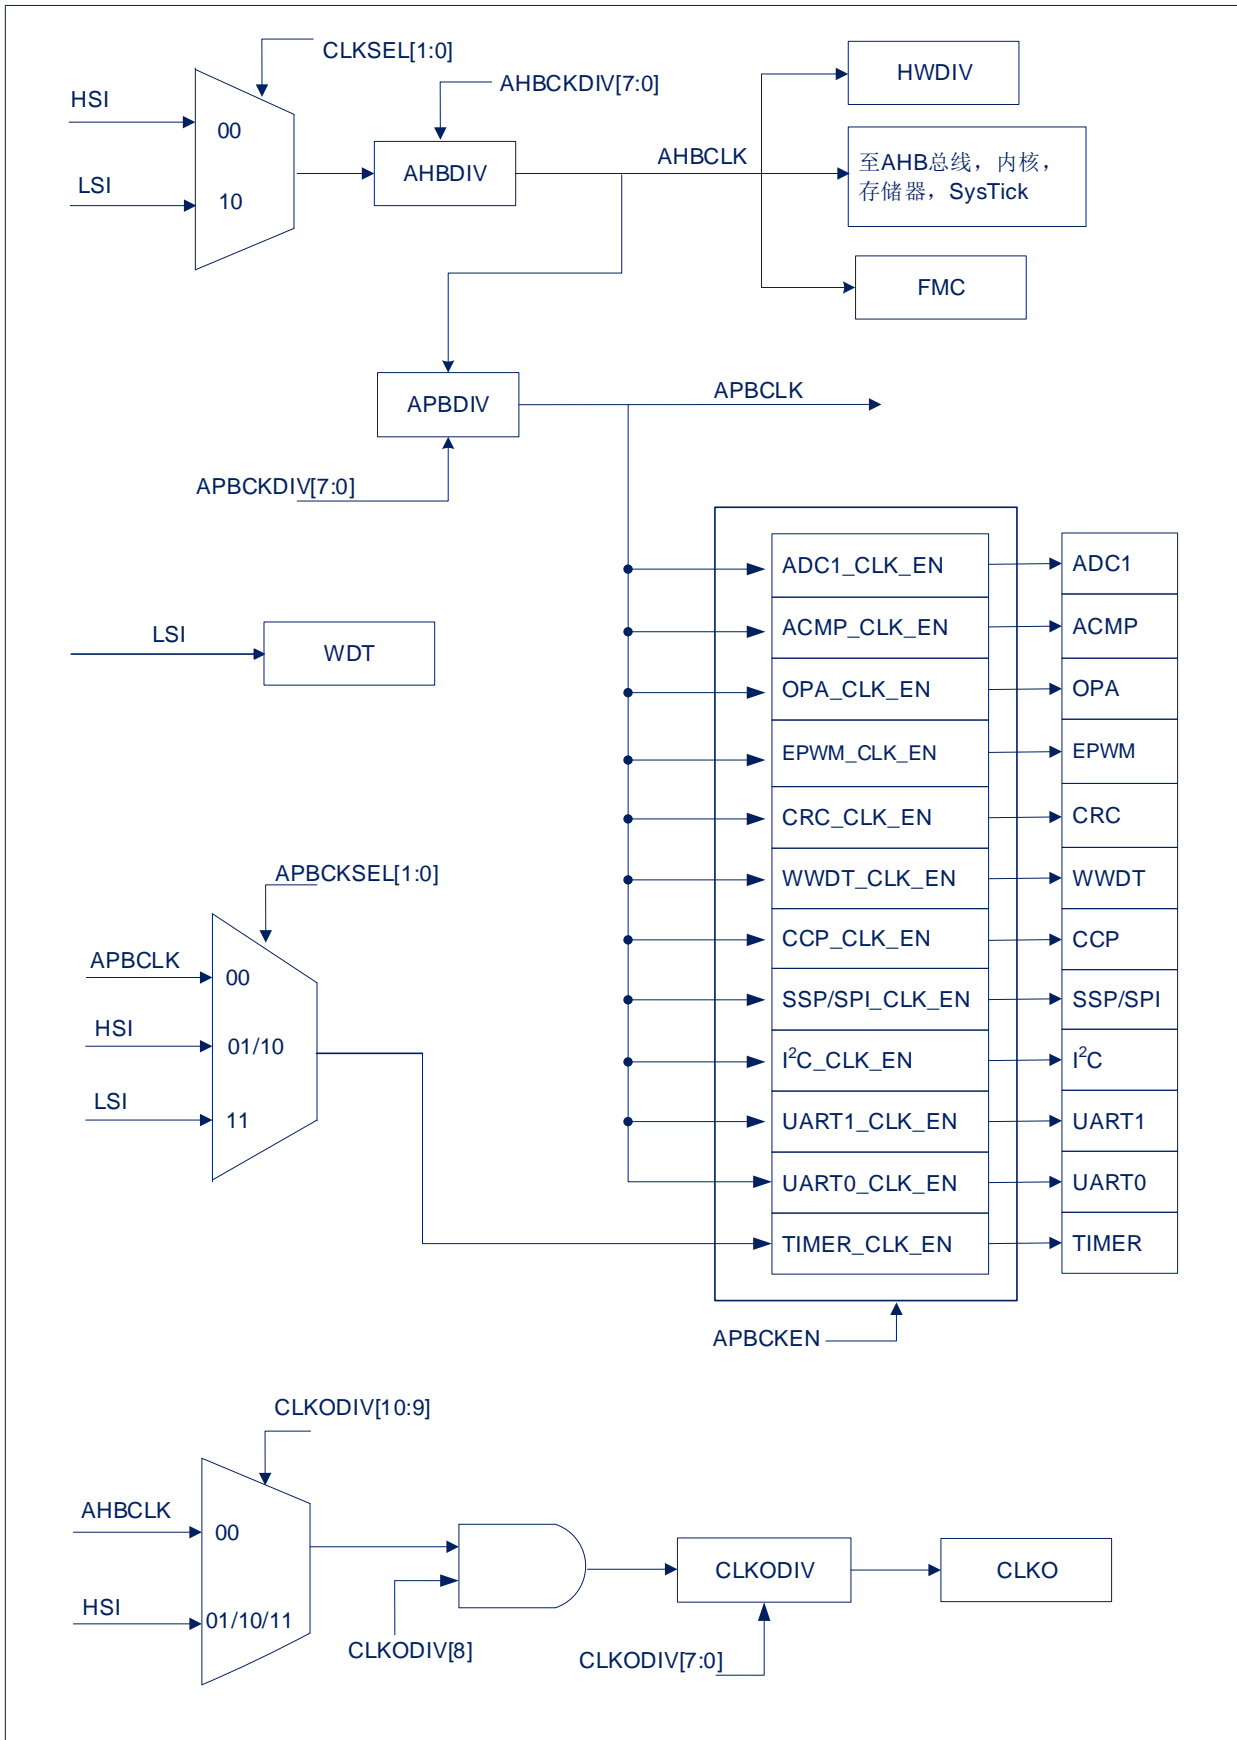 CLKSEL[1:0]
HSI
00
LSI
10
AHBCKDIV[7:0]
AHBDIV
AHBCLK
HWDIV
至AHB总线，内核，
存储器，SysTick
FMC
APBDIV
APBCLK
APBCKDIV[7:0]
LSI
WDT
ADC1_CLK_EN
ADC1
ACMP_CLK_EN
ACMP
OPA_CLK_EN
OPA
EPWM_CLK_EN
EPWM
CRC_CLK_EN
CRC
WWDT_CLK_EN
WWDT
CCP_CLK_EN
CCP
SSP/SPI_CLK_EN
SSP/SPI
I²C_CLK_EN
I²C
UART1_CLK_EN
UART1
UART0_CLK_EN
UART0
TIMER_CLK_EN
TIMER
APBCKEN
APBCKSEL[1:0]
APBCLK
00
HSI
01/10
LSI
11
CLKODIV[10:9]
AHBCLK
00
HSI
01/10/11
CLKODIV[8]
CLKODIV
CLKO
CLKODIV[7:0]